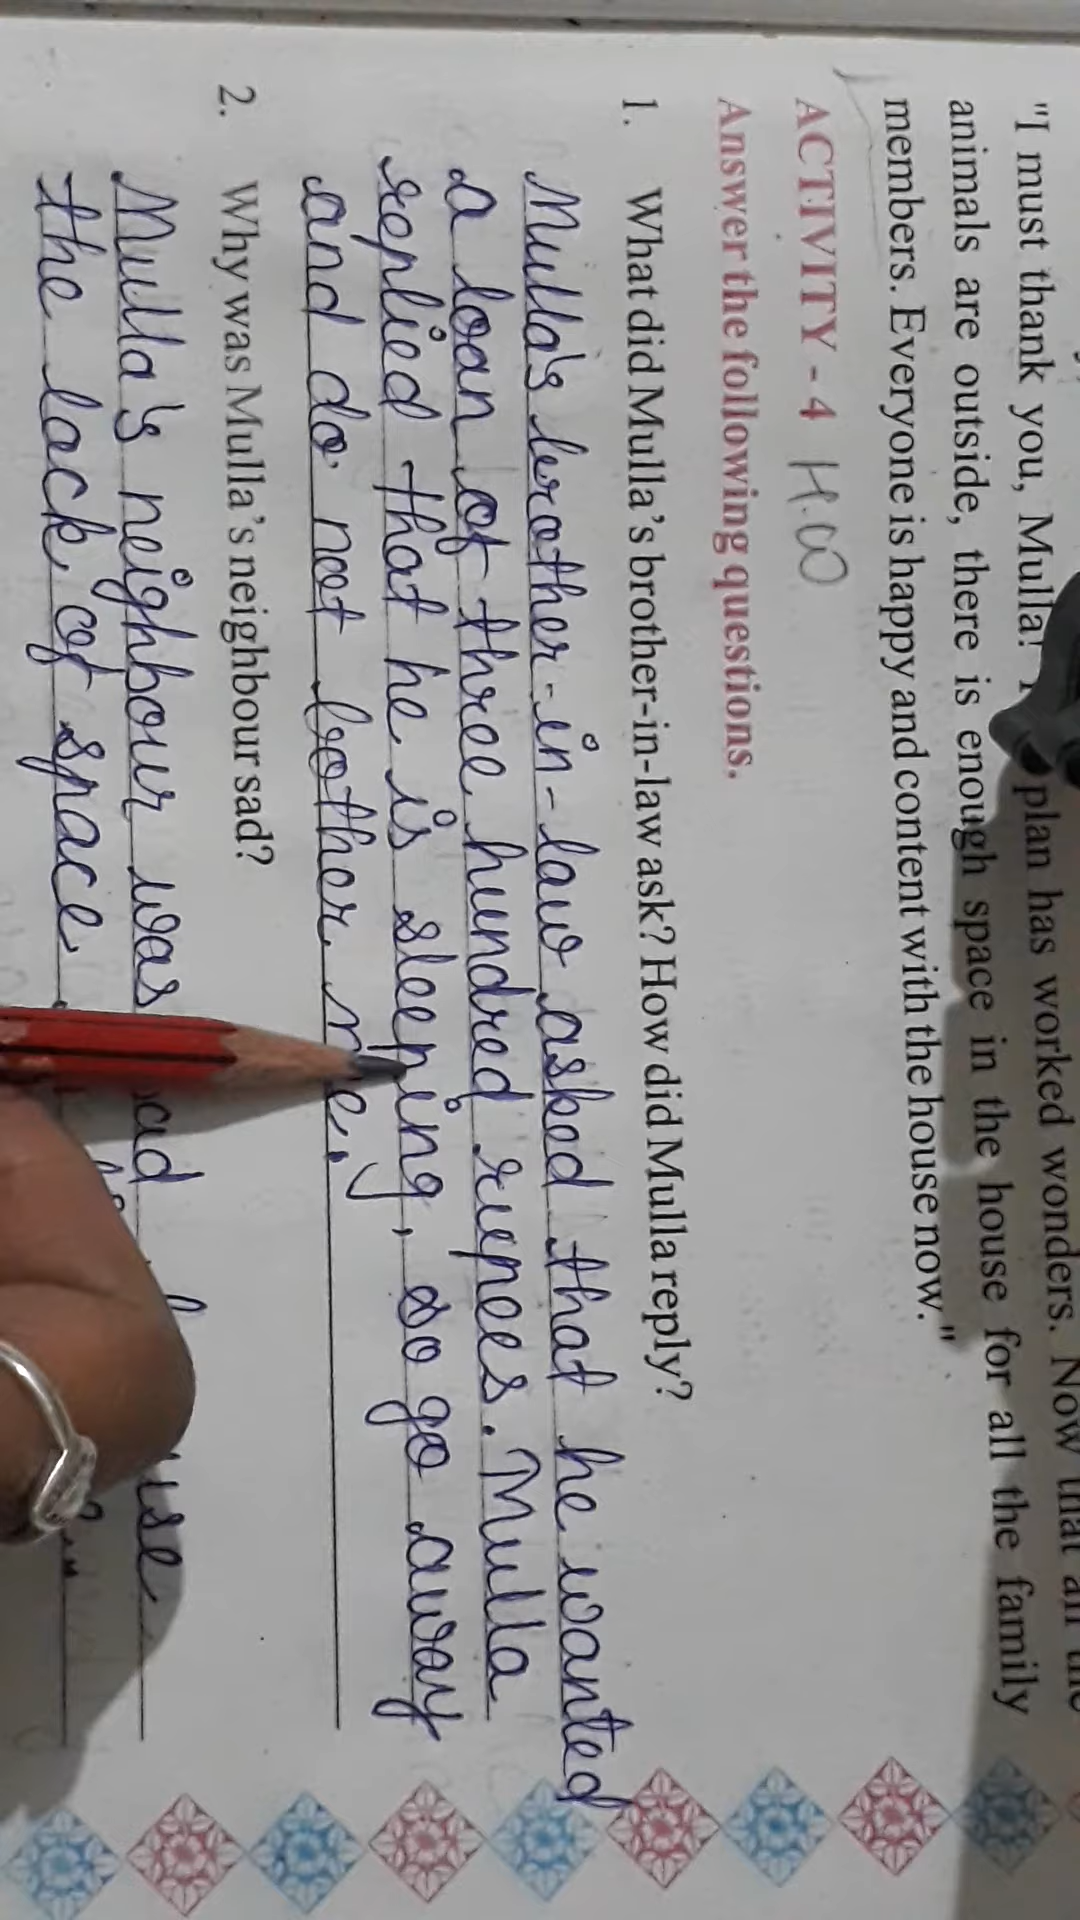 "I must thank you, Mulla! plan has worked wonders. Now that all the
animals are outside, there is enough space in the house for all the family
members. Everyone is happy and content with the house now."
ACTIVITY - 4 H.W
Answer the following questions.
1. What did Mulla's brother-in-law ask? How did Mulla reply?
Mulla's brother-in-law asked that he wanted
a loan of three hundred rupees. Mulla
replied that he is sleeping, so go away
and do not bother me.
2. Why was Mulla's neighbour sad?
Mulla's neighbour was
the lack of space